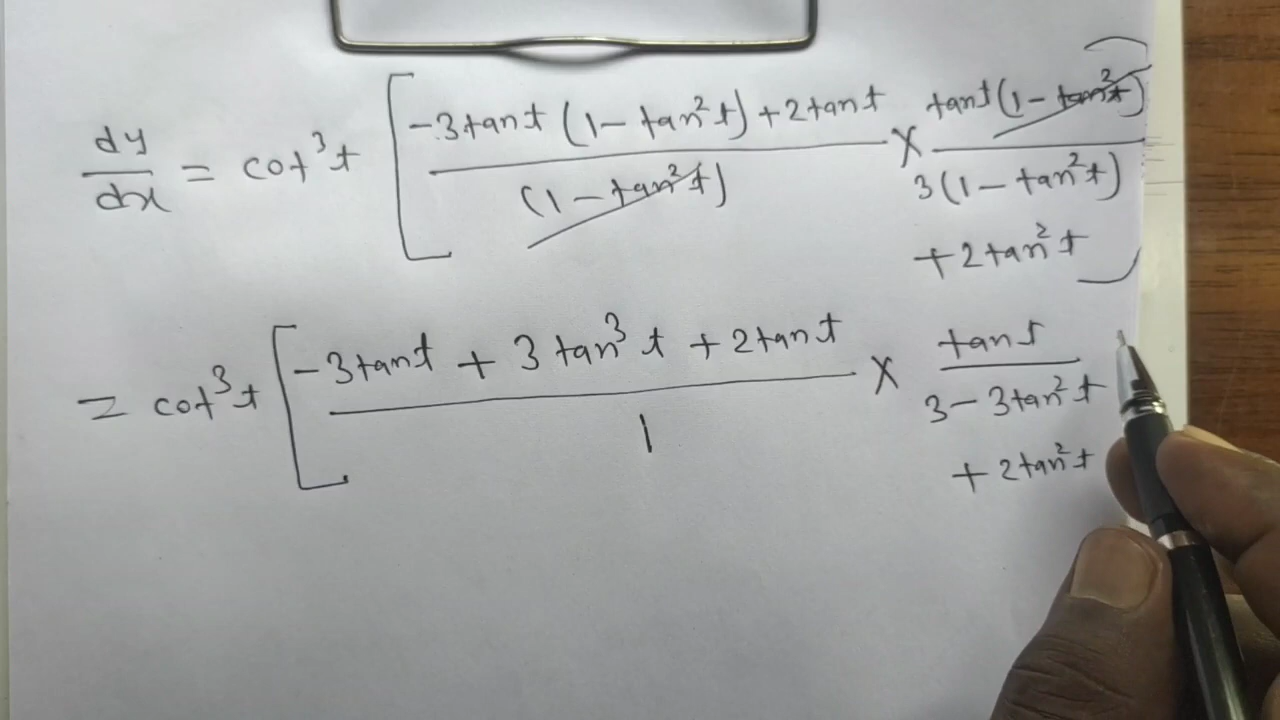 dy/dx = cot³t [ (-3tant (1 - tan²t) + 2tant) / (1 - tan²t) × tant(1 - tan²t) / 3(1 - tan²t)
+ 2tan²t
= cot³t [ (-3tant + 3tan³t + 2tant) / 1 × tant / 3 - 3tan²t
+ 2tan²t